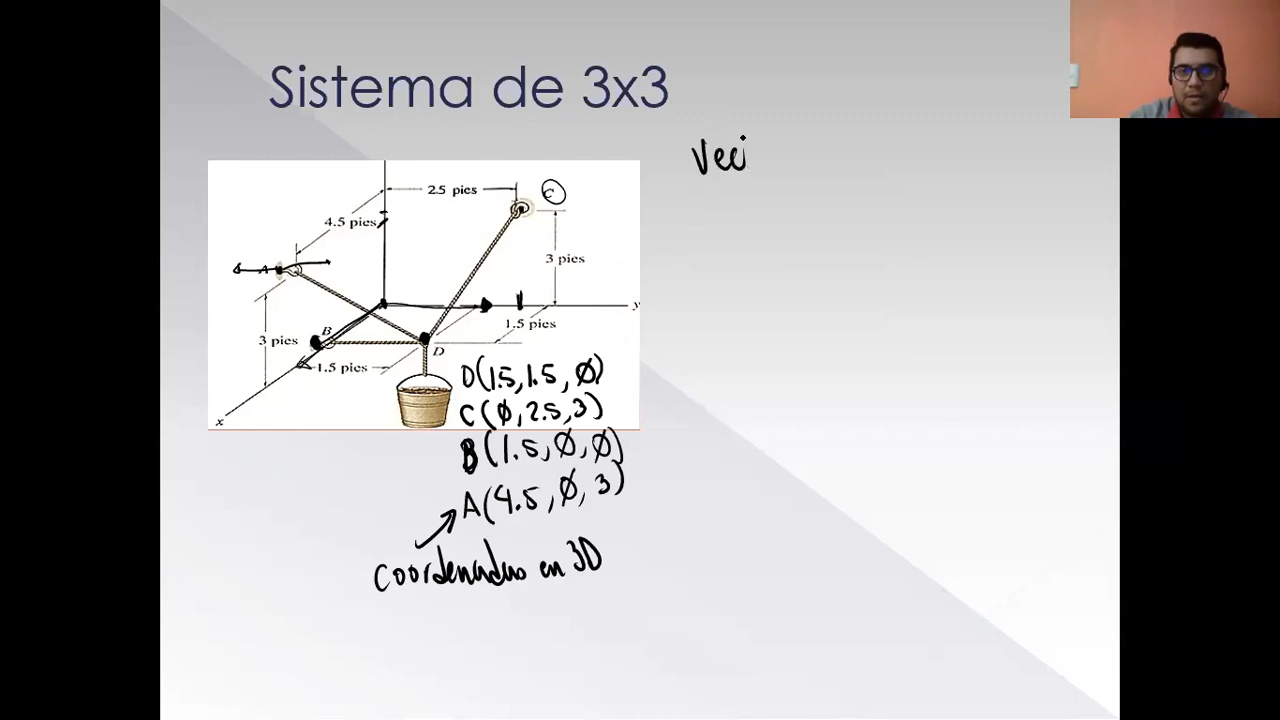 Sistema de 3x3
Veci
2.5 pies
C
4.5 pies
A
3 pies
y
B
1.5 pies
3 pies
D
1.5 pies
x
D(1.5, 1.5, Ø)
C(Ø, 2.5, 3)
B(1.5, Ø, Ø)
A(4.5, Ø, 3)
coordenadas en 3D